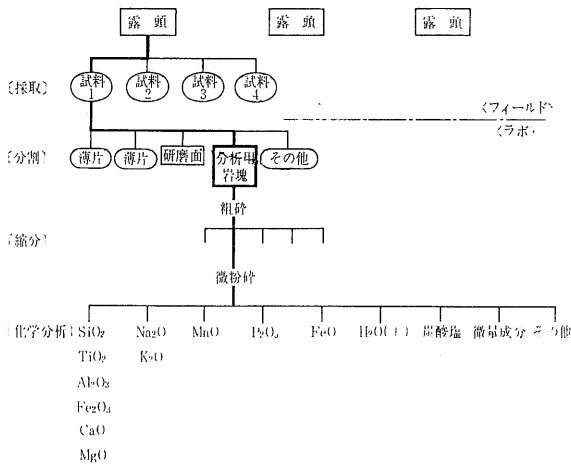 露頭 露頭 露頭
〔採取〕 試料1 試料2 試料3 試料4
〈フィールド〉
〈ラボ〉
〔分割〕 薄片 薄片 研磨面 分析用岩塊 その他
粗砕
〔縮分〕
微粉砕
〔化学分析〕 SiO₂ Na₂O MnO P₂O₅ FeO H₂O(±) 炭酸塩 微量成分 その他
TiO₂ K₂O
Al₂O₃
Fe₂O₃
CaO
MgO